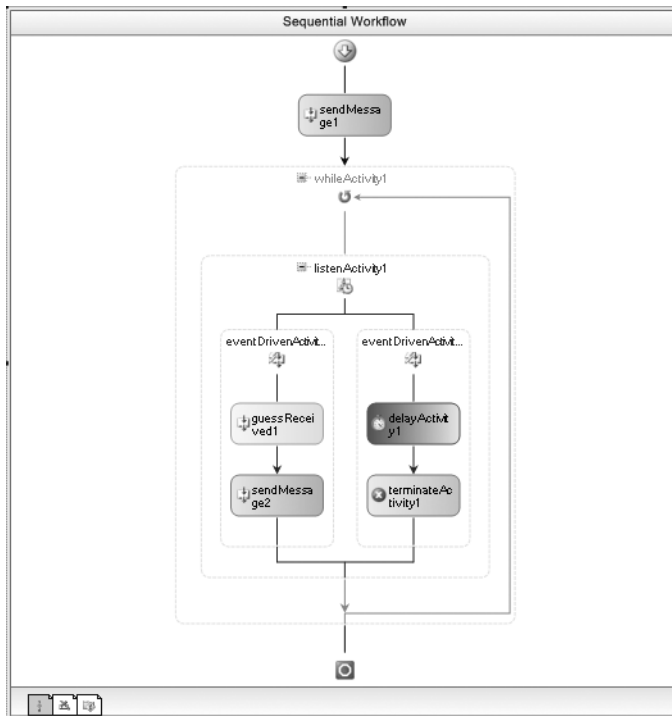 Sequential Workflow
sendMessa
ge1
whileActivity1
listenActivity1
eventDrivenActivit...
eventDrivenActivit...
guessRecei
ved1
delayActivit
y1
sendMessa
ge2
terminateAc
tivity1